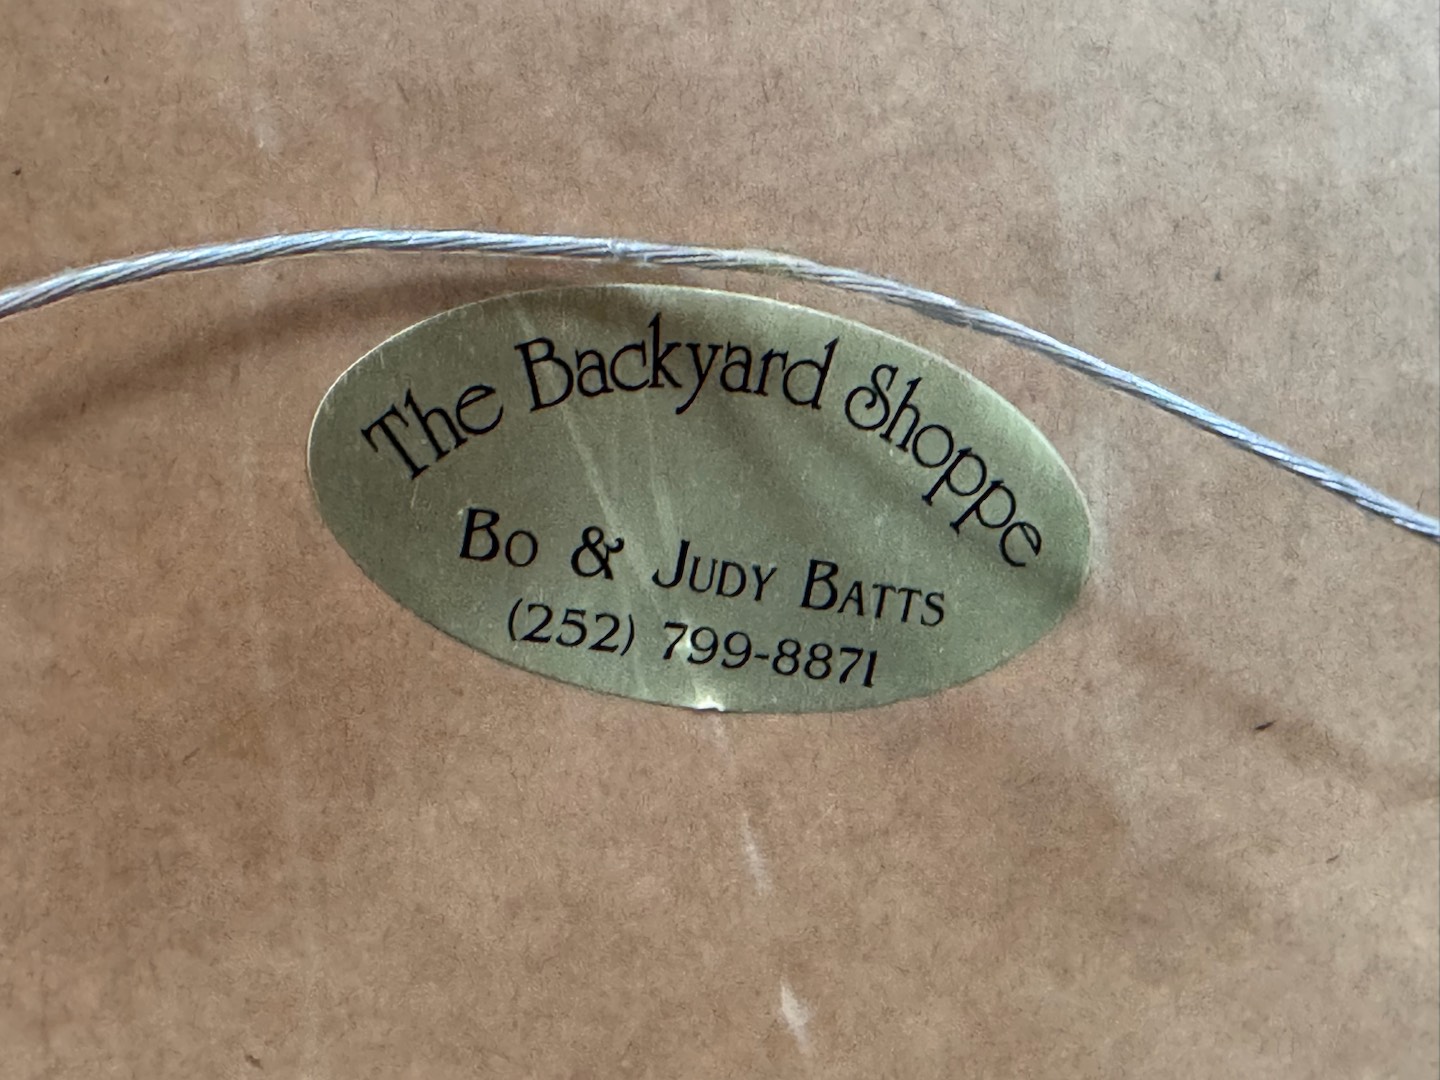 The Backyard Shoppe
BO & JUDY BATTS
(252) 799-8871